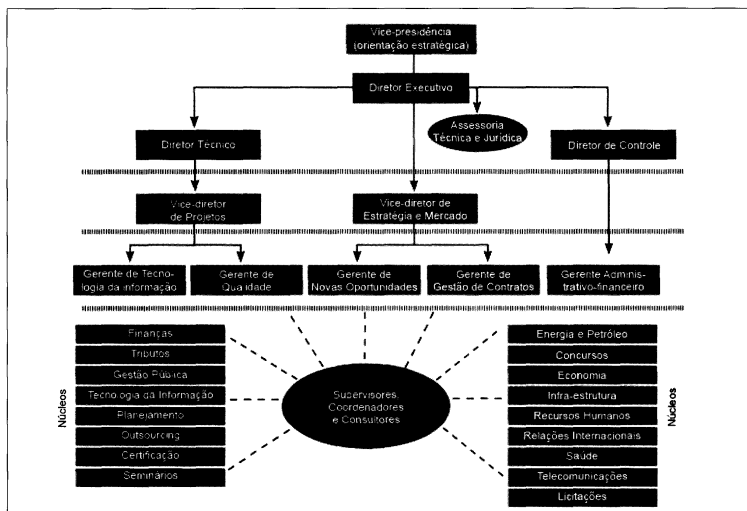 Vice-presidência
(orientação estratégica)
Diretor Executivo
Assessoria
Técnica e Jurídica
Diretor Técnico
Diretor de Controle
Vice-diretor
de Projetos
Vice-diretor de
Estratégia e Mercado
Gerente de Tecno-
logia da informação
Gerente de
Qualidade
Gerente de
Novas Oportunidades
Gerente de
Gestão de Contratos
Gerente Adminis-
trativo-financeiro
Núcleos
Finanças
Tributos
Gestão Pública
Tecnologia da Informação
Planejamento
Outsourcing
Certificação
Seminários
Supervisores,
Coordenadores
e Consultores
Energia e Petróleo
Concursos
Economia
Infra-estrutura
Recursos Humanos
Relações Internacionais
Saúde
Telecomunicações
Licitações
Núcleos